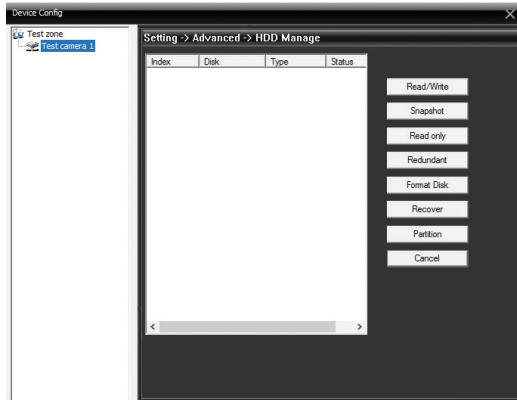 Device Config
Test zone
Test camera 1
Setting -> Advanced -> HDD Manage
Index Disk Type Status
Read/Write
Snapshot
Read only
Redundant
Format Disk
Recover
Partition
Cancel